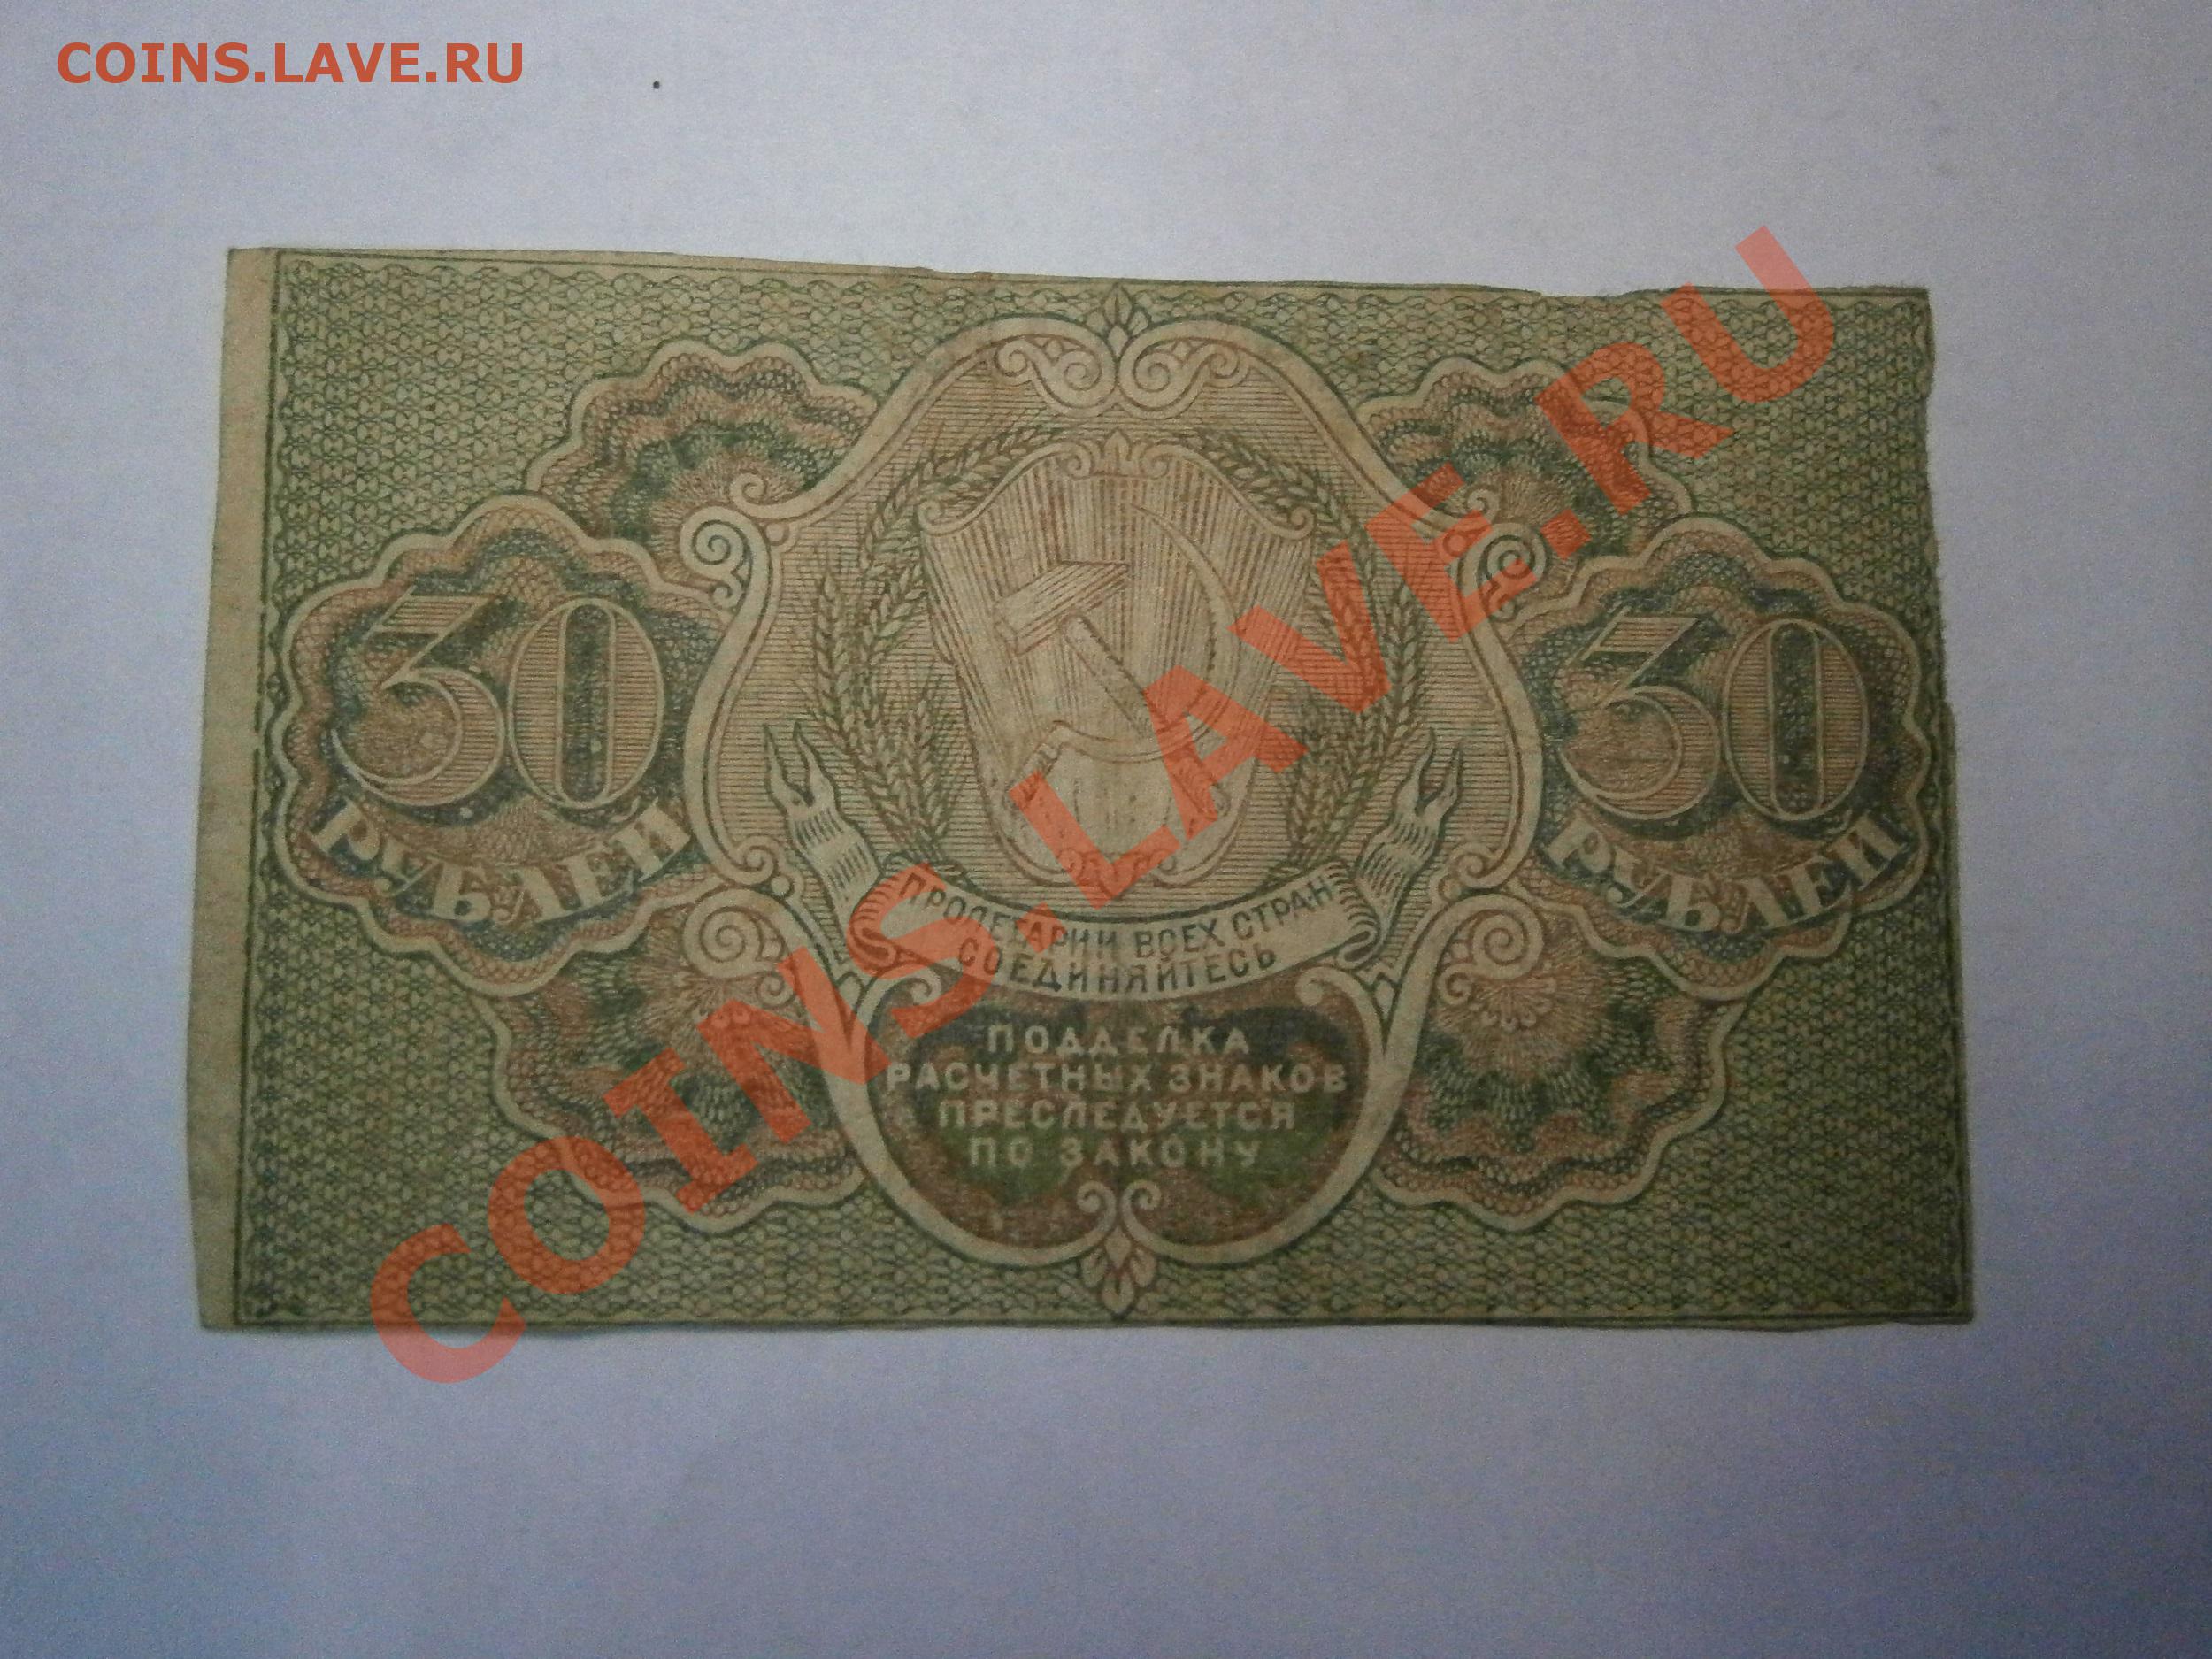 COINS.LAVE.RU
COINS.LAVE.RU
30
РУБЛЕЙ
30
РУБЛЕЙ
ПРОЛЕТАРИИ ВСЕХ СТРАН
СОЕДИНЯЙТЕСЬ
ПОДДЕЛКА
РАСЧЕТНЫХ ЗНАКОВ
ПРЕСЛЕДУЕТСЯ
ПО ЗАКОНУ